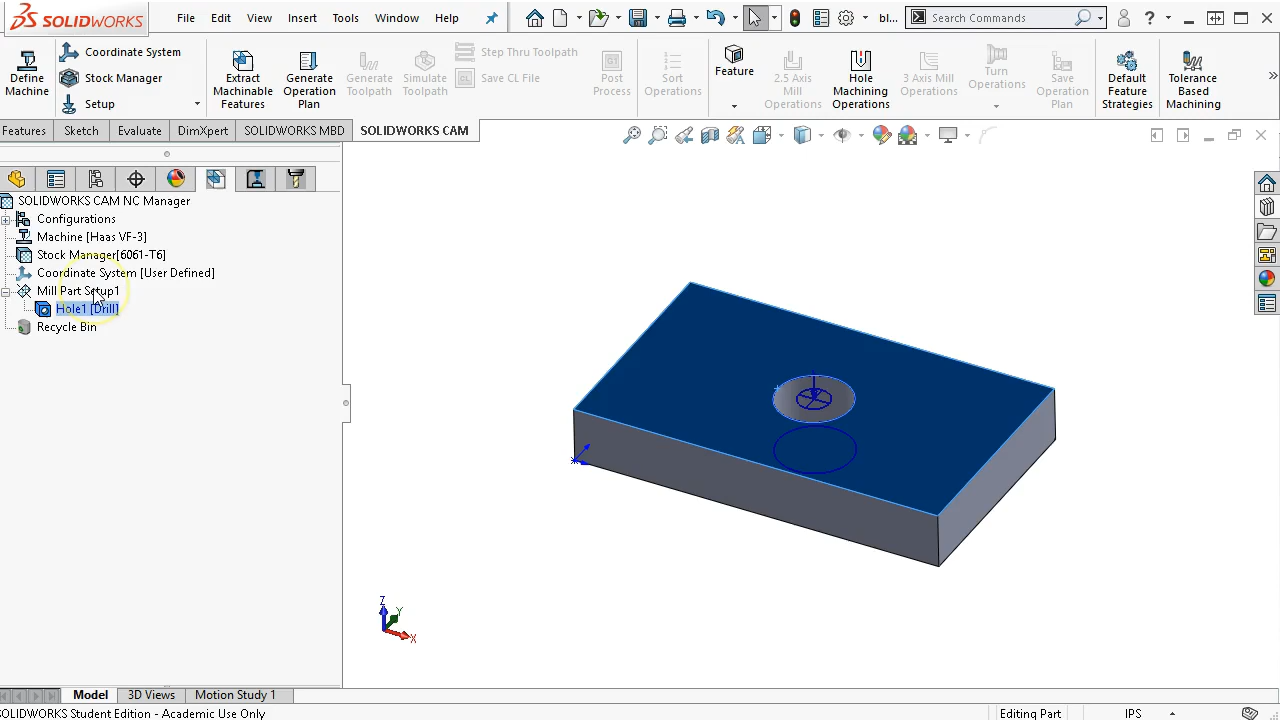 SOLIDWORKS
File Edit View Insert Tools Window Help
bl...
Search Commands
?
Define Machine
Coordinate System
Stock Manager
Setup
Extract Machinable Features
Generate Operation Plan
Generate Toolpath
Simulate Toolpath
Step Thru Toolpath
Save CL File
Post Process
Sort Operations
Feature
2.5 Axis Mill Operations
Hole Machining Operations
3 Axis Mill Operations
Turn Operations
Save Operation Plan
Default Feature Strategies
Tolerance Based Machining
Features Sketch Evaluate DimXpert SOLIDWORKS MBD SOLIDWORKS CAM
SOLIDWORKS CAM NC Manager
Configurations
Machine [Haas VF-3]
Stock Manager[6061-T6]
Coordinate System [User Defined]
Mill Part Setup1
Hole1 [Drill]
Recycle Bin
Z
Y
X
Model 3D Views Motion Study 1
SOLIDWORKS Student Edition - Academic Use Only
Editing Part
IPS